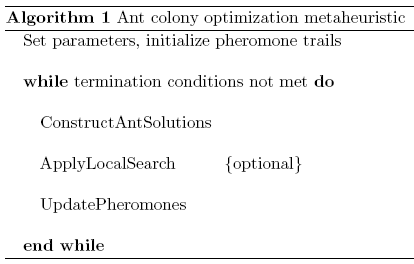 Algorithm 1 Ant colony optimization metaheuristic
Set parameters, initialize pheromone trails
while termination conditions not met do
ConstructAntSolutions
ApplyLocalSearch {optional}
UpdatePheromones
end while